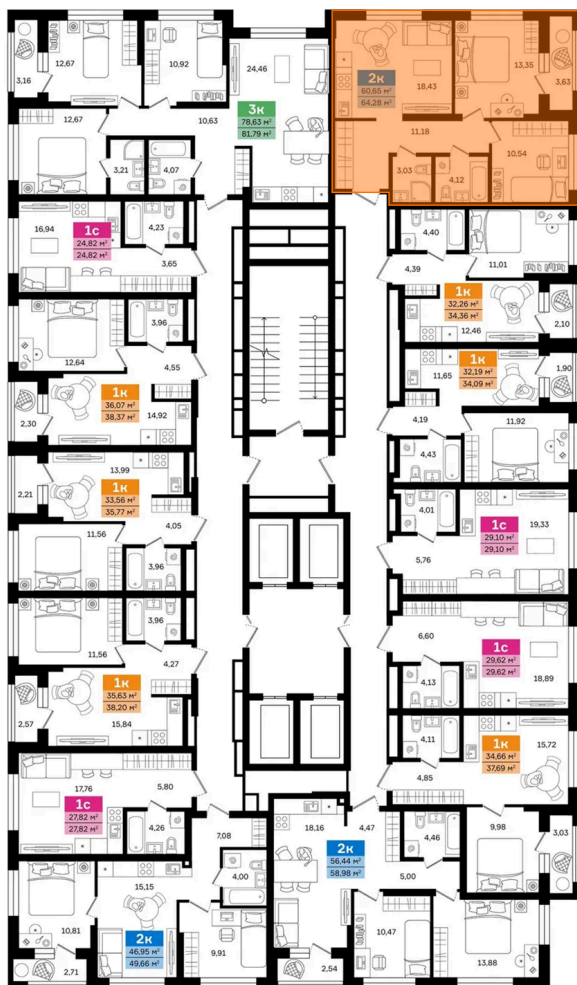 3,16
12,67
10,92
24,46
2к
60,65 м²
64,28 м²
18,43
13,35
3,63
12,67
10,63
3к
78,63 м²
81,79 м²
11,18
10,54
3,21
4,07
3,03
4,12
16,94
1с
24,82 м²
24,82 м²
4,23
3,65
4,40
4,39
11,01
1к
32,26 м²
34,36 м²
12,46
2,10
3,96
12,64
4,55
1к
36,07 м²
38,37 м²
14,92
2,30
11,65
1к
32,19 м²
34,09 м²
1,90
4,19
11,92
4,43
13,99
2,21
1к
33,56 м²
35,77 м²
4,05
11,56
3,96
4,01
1с
29,10 м²
29,10 м²
19,33
5,76
3,96
11,56
4,27
1к
35,63 м²
38,20 м²
2,57
15,84
6,60
1с
29,62 м²
29,62 м²
18,89
4,13
4,11
1к
34,66 м²
37,69 м²
15,72
4,85
17,76
5,80
1с
27,82 м²
27,82 м²
4,26
7,08
18,16
4,47
2к
56,44 м²
58,98 м²
4,46
9,98
3,03
5,00
15,15
4,00
10,81
2к
46,95 м²
49,66 м²
9,91
2,71
2,54
10,47
13,88